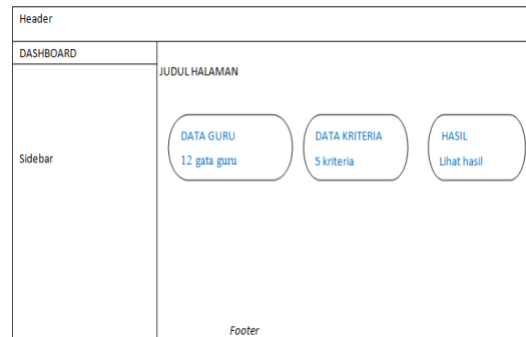 Header
DASHBOARD
JUDUL HALAMAN
DATA GURU
12 gata guru
DATA KRITERIA
5 kriteria
HASIL
Lihat hasil
Sidebar
Footer